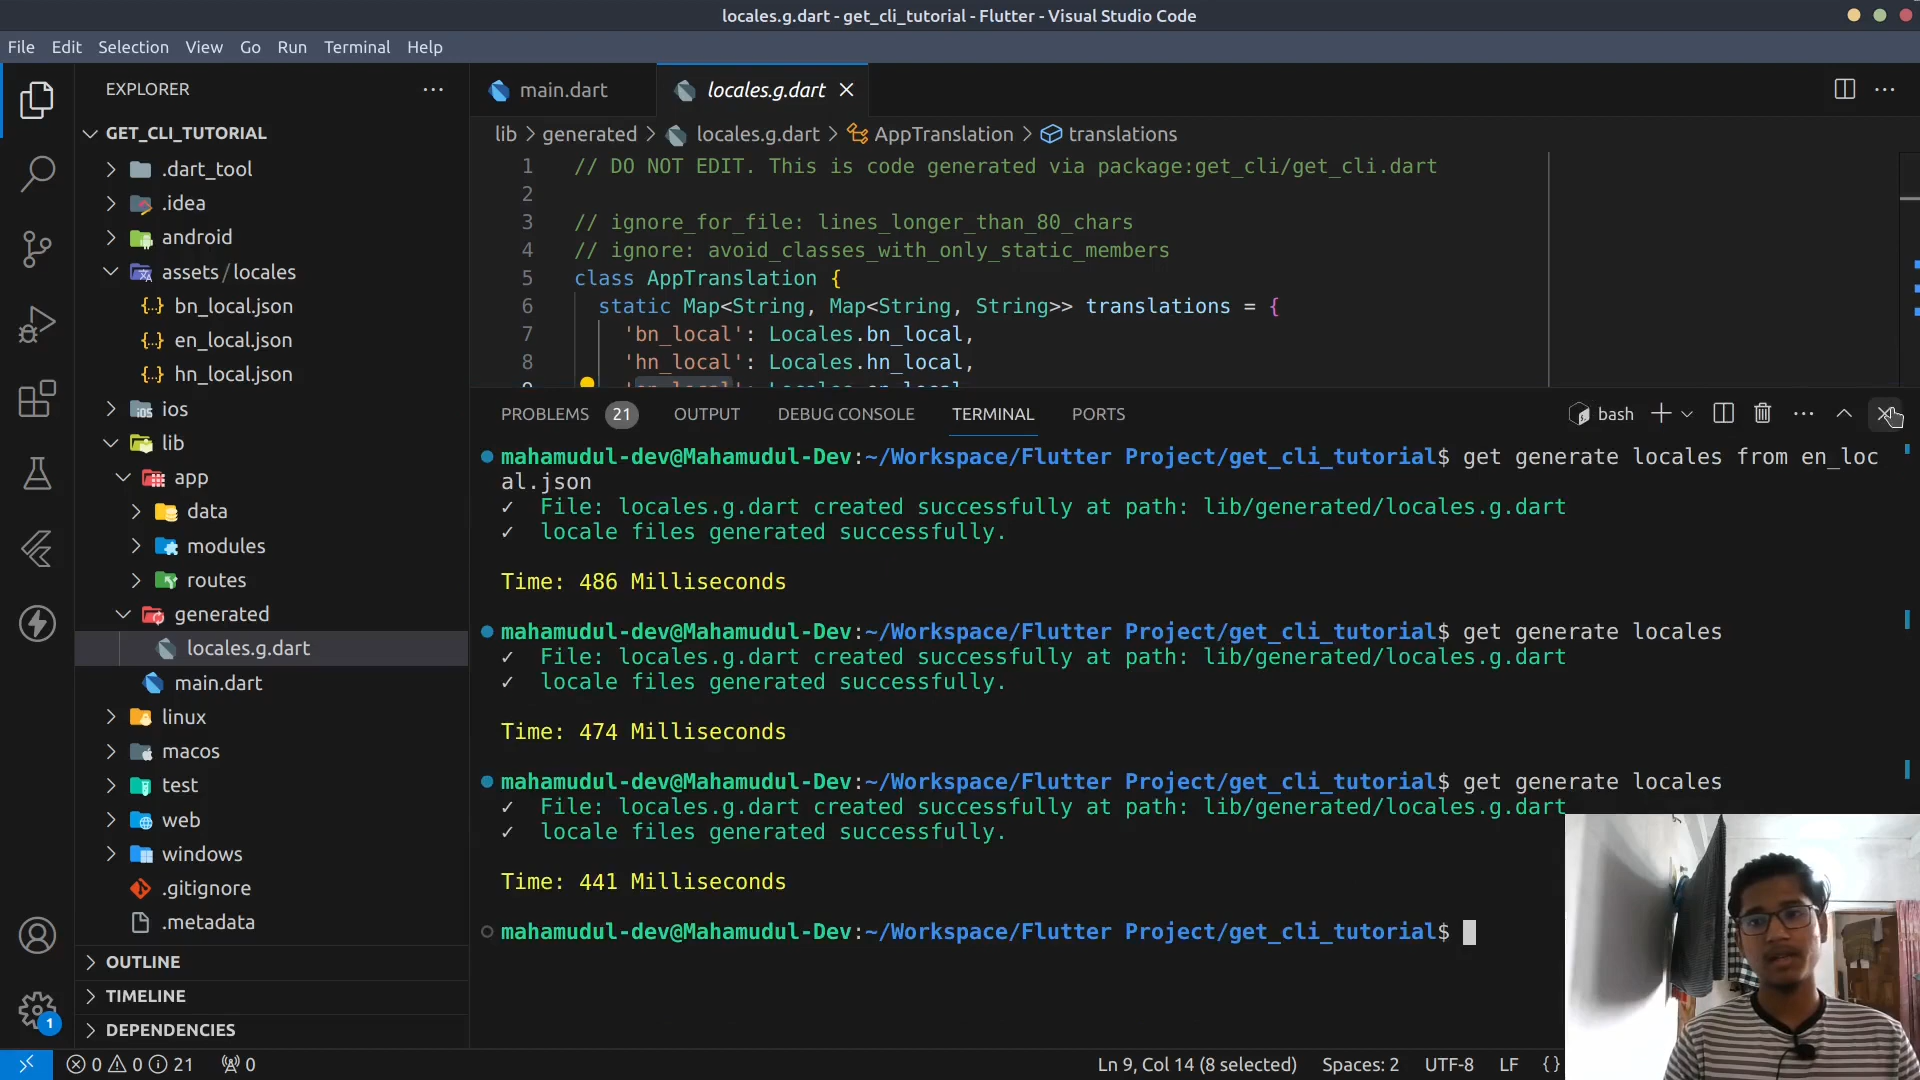 locales.g.dart - get_cli_tutorial - Flutter - Visual Studio Code
File Edit Selection View Go Run Terminal Help
EXPLORER
GET_CLI_TUTORIAL
.dart_tool
.idea
android
assets/locales
bn_local.json
en_local.json
hn_local.json
ios
lib
app
data
modules
routes
generated
locales.g.dart
main.dart
linux
macos
test
web
windows
.gitignore
.metadata
OUTLINE
TIMELINE
DEPENDENCIES
main.dart locales.g.dart
lib > generated > locales.g.dart > AppTranslation > translations
1 // DO NOT EDIT. This is code generated via package:get_cli/get_cli.dart
2
3 // ignore_for_file: lines_longer_than_80_chars
4 // ignore: avoid_classes_with_only_static_members
5 class AppTranslation {
6 static Map<String, Map<String, String>> translations = {
7 'bn_local': Locales.bn_local,
8 'hn_local': Locales.hn_local,
PROBLEMS 21 OUTPUT DEBUG CONSOLE TERMINAL PORTS bash
mahamudul-dev@Mahamudul-Dev:~/Workspace/Flutter Project/get_cli_tutorial$ get generate locales from en_loc
al.json
✓ File: locales.g.dart created successfully at path: lib/generated/locales.g.dart
✓ locale files generated successfully.
Time: 486 Milliseconds
mahamudul-dev@Mahamudul-Dev:~/Workspace/Flutter Project/get_cli_tutorial$ get generate locales
✓ File: locales.g.dart created successfully at path: lib/generated/locales.g.dart
✓ locale files generated successfully.
Time: 474 Milliseconds
mahamudul-dev@Mahamudul-Dev:~/Workspace/Flutter Project/get_cli_tutorial$ get generate locales
✓ File: locales.g.dart created successfully at path: lib/generated/locales.g.dart
✓ locale files generated successfully.
Time: 441 Milliseconds
mahamudul-dev@Mahamudul-Dev:~/Workspace/Flutter Project/get_cli_tutorial$
1
0 0 21 0 Ln 9, Col 14 (8 selected) Spaces: 2 UTF-8 LF {}